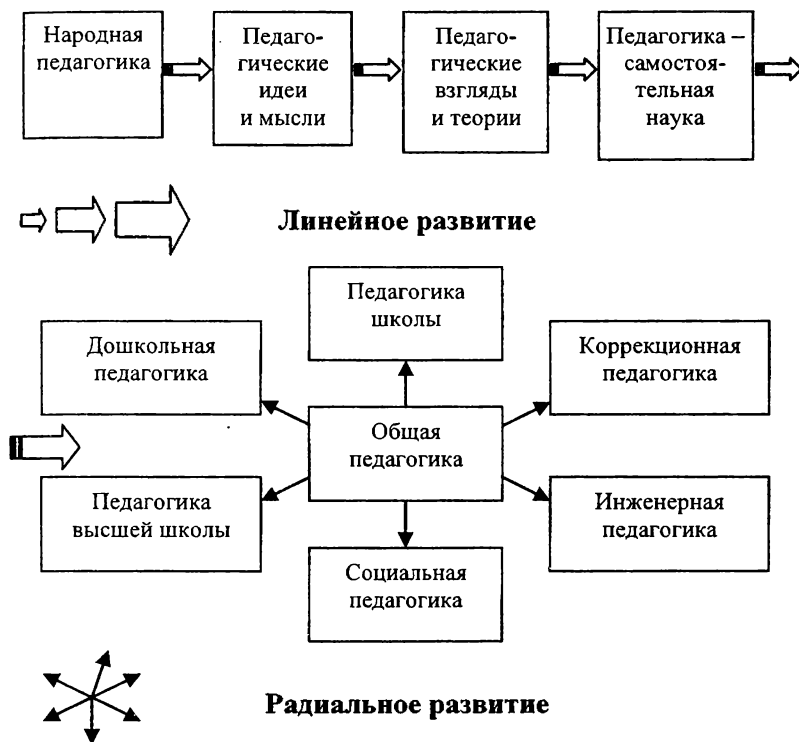 Народная
педагогика
Педаго-
гические
идеи
и мысли
Педаго-
гические
взгляды
и теории
Педагогика –
самостоя-
тельная
наука
Линейное развитие
Педагогика
школы
Дошкольная
педагогика
Коррекционная
педагогика
Общая
педагогика
Педагогика
высшей школы
Инженерная
педагогика
Социальная
педагогика
Радиальное развитие